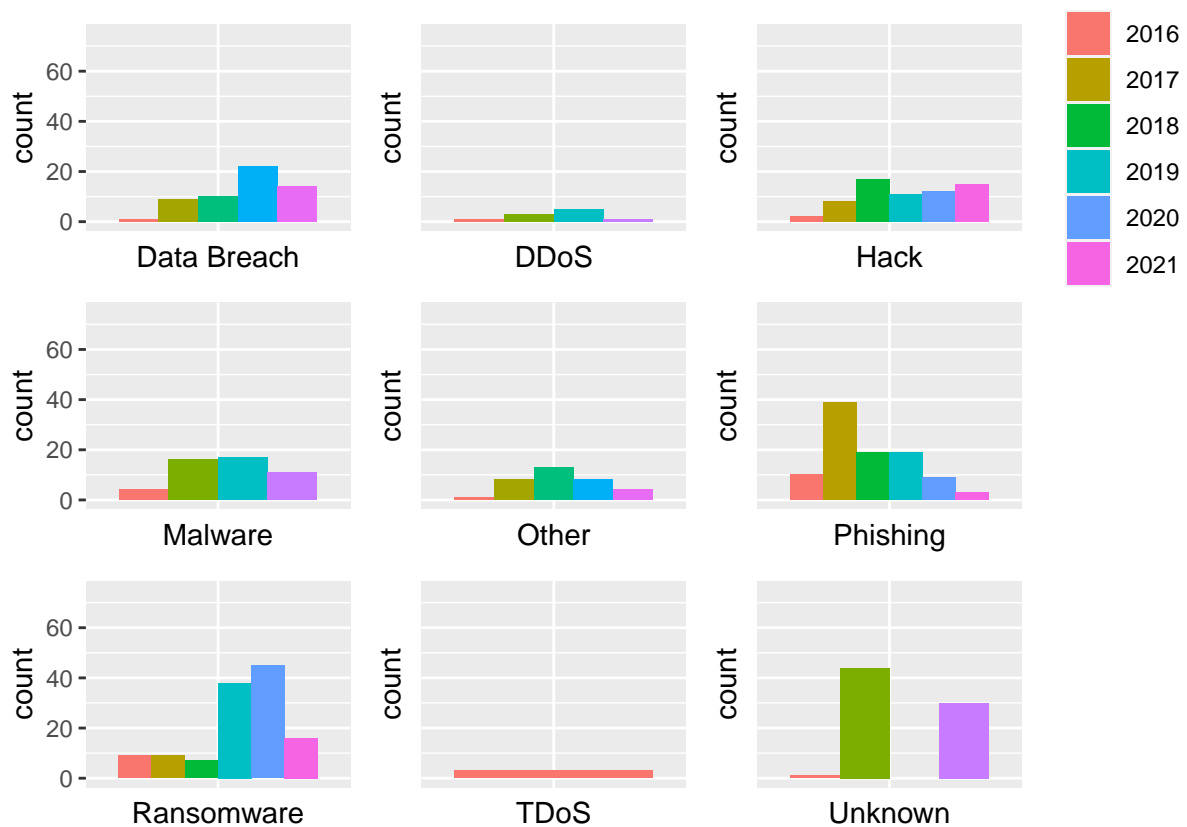 count
60
40
20
0
Data Breach
count
DDoS
count
Hack
2016
2017
2018
2019
2020
2021
count
60
40
20
0
Malware
count
Other
count
Phishing
count
60
40
20
0
Ransomware
count
TDoS
count
Unknown